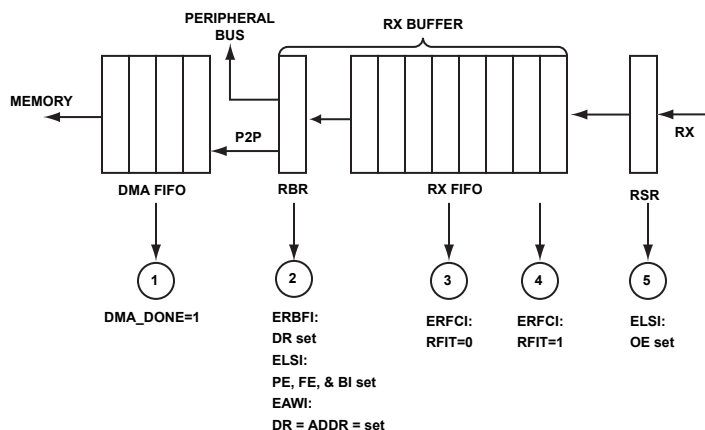 PERIPHERAL
BUS
RX BUFFER
MEMORY
P2P
RX
DMA FIFO
RBR
RX FIFO
RSR
1
2
3
4
5
DMA_DONE=1
ERBFI:
DR set
ELSI:
PE, FE, & BI set
EAWI:
DR = ADDR = set
ERFCI:
RFIT=0
ERFCI:
RFIT=1
ELSI:
OE set